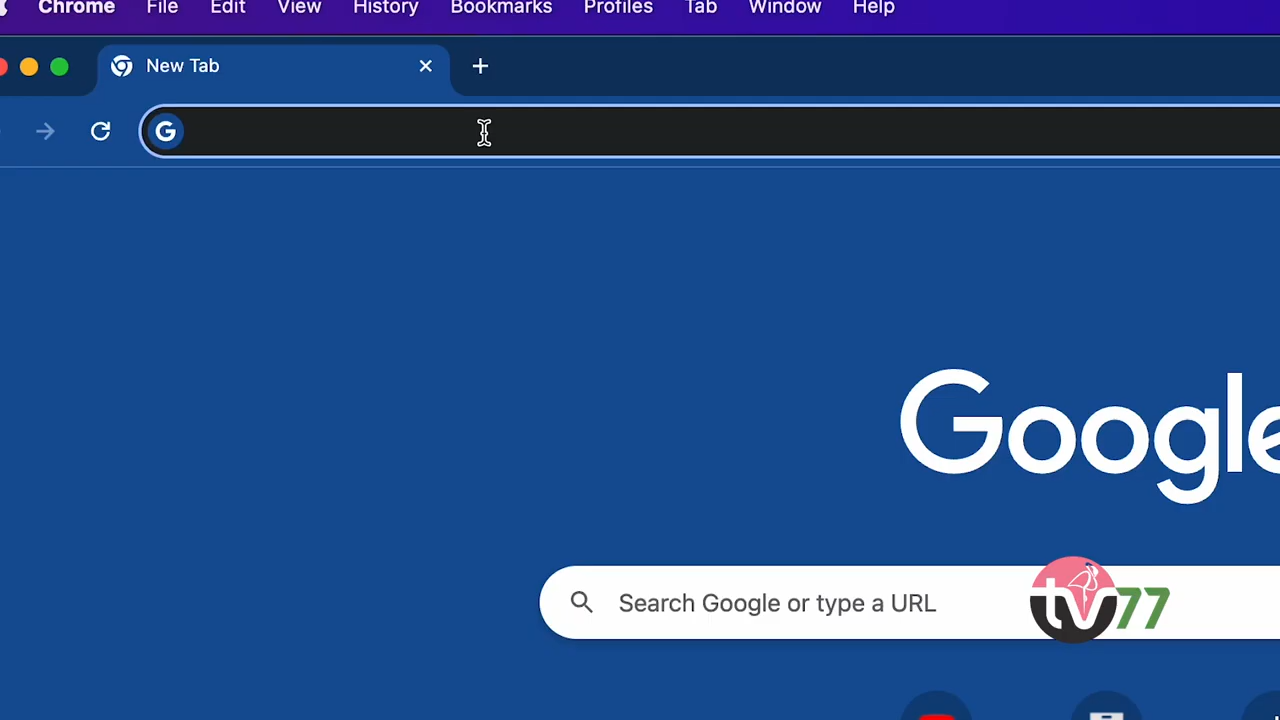 Chrome File Edit View History Bookmarks Profiles Tab Window Help
New Tab
G
Google
Search Google or type a URL
tv77